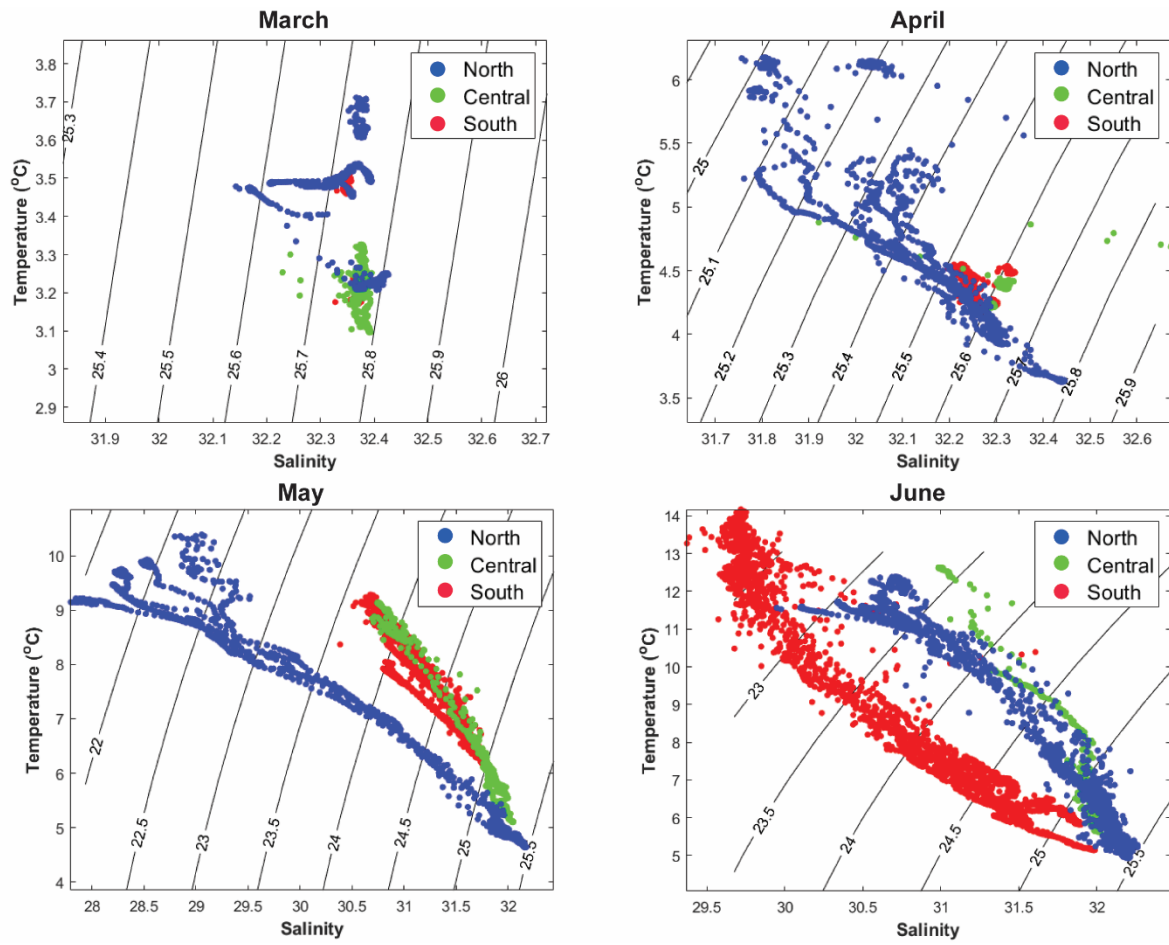 March
3.8
3.7
3.6
3.5
3.4
3.3
3.2
3.1
3
2.9
Temperature (°C)
25.3
25.4
25.5
25.6
25.7
25.8
25.9
26
North
Central
South
31.9 32 32.1 32.2 32.3 32.4 32.5 32.6 32.7
Salinity
April
6
5.5
5
4.5
4
3.5
Temperature (°C)
25
25.1
25.2
25.3
25.4
25.5
25.6
25.7
25.8
25.9
North
Central
South
31.7 31.8 31.9 32 32.1 32.2 32.3 32.4 32.5 32.6
Salinity
May
10
9
8
7
6
5
4
Temperature (°C)
22
22.5
23
23.5
24
24.5
25
25.5
North
Central
South
28 28.5 29 29.5 30 30.5 31 31.5 32
Salinity
June
14
13
12
11
10
9
8
7
6
5
Temperature (°C)
23
23.5
24
24.5
25
25.5
North
Central
South
29.5 30 30.5 31 31.5 32
Salinity